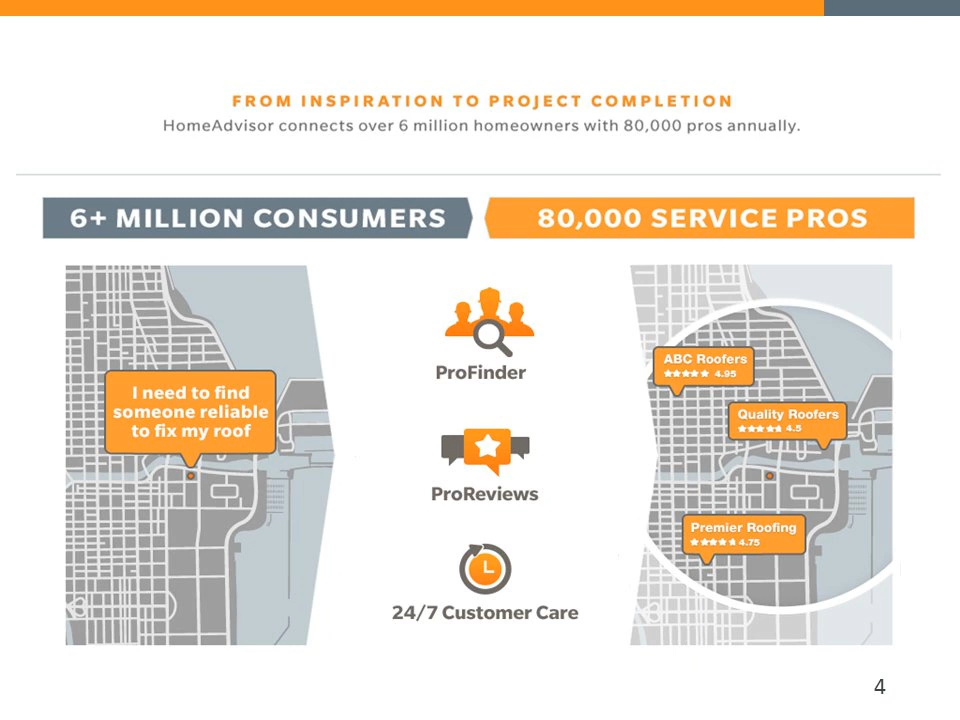 FROM INSPIRATION TO PROJECT COMPLETION
HomeAdvisor connects over 6 million homeowners with 80,000 pros annually.
6+ MILLION CONSUMERS
80,000 SERVICE PROS
I need to find
someone reliable
to fix my roof
ProFinder
ProReviews
24/7 Customer Care
ABC Roofers
4.95
Quality Roofers
4.5
Premier Roofing
4.75
4